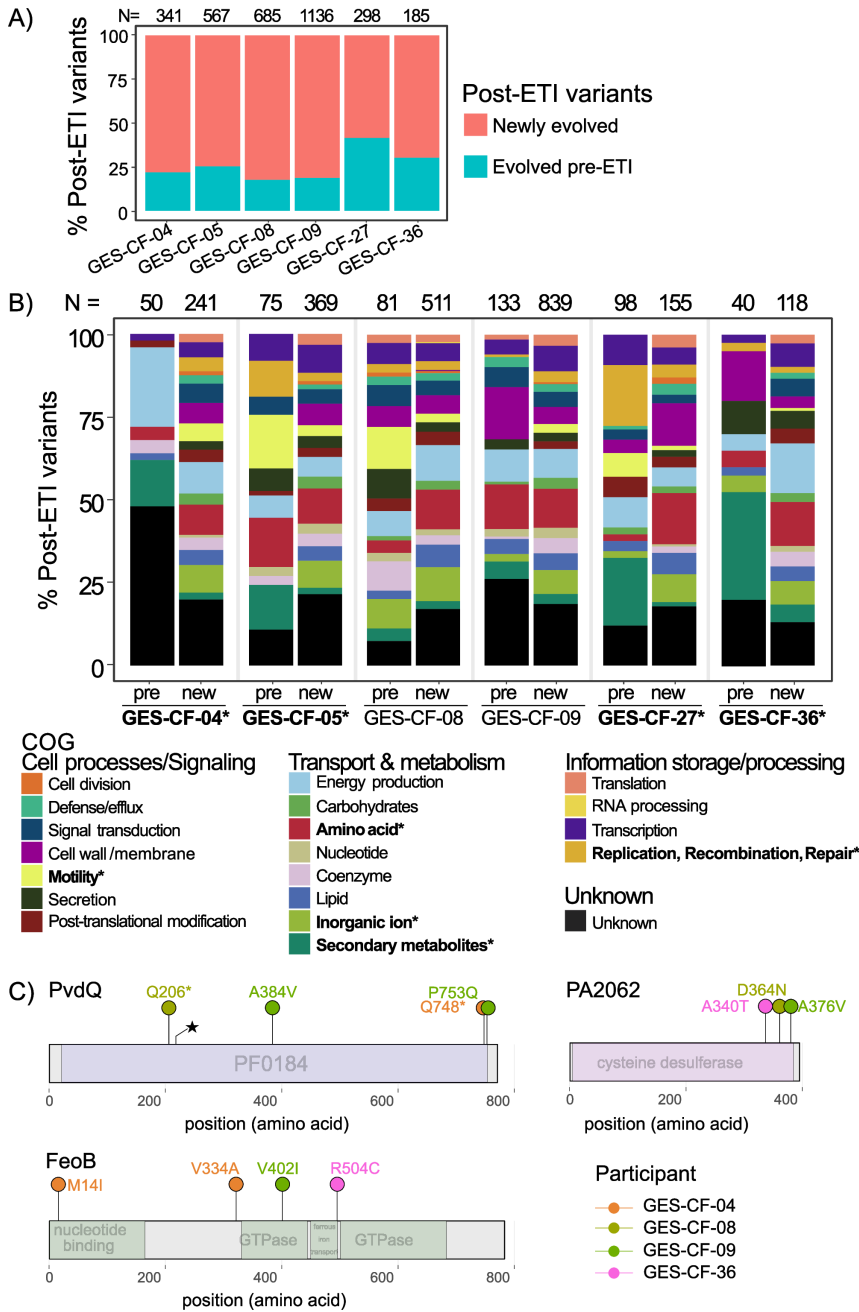 A)
N= 341 567 685 1136 298 185
% Post-ETI variants
100
75
50
25
0
GES-CF-04 GES-CF-05 GES-CF-08 GES-CF-09 GES-CF-27 GES-CF-36
Post-ETI variants
Newly evolved
Evolved pre-ETI
B)
N = 50 241 75 369 81 511 133 839 98 155 40 118
% Post-ETI variants
100
75
50
25
0
pre new pre new pre new pre new pre new pre new
GES-CF-04* GES-CF-05* GES-CF-08 GES-CF-09 GES-CF-27* GES-CF-36*
COG
Cell processes/Signaling
Cell division
Defense/efflux
Signal transduction
Cell wall/membrane
Motility*
Secretion
Post-translational modification
Transport & metabolism
Energy production
Carbohydrates
Amino acid*
Nucleotide
Coenzyme
Lipid
Inorganic ion*
Secondary metabolites*
Information storage/processing
Translation
RNA processing
Transcription
Replication, Recombination, Repair*
Unknown
Unknown
C)
PvdQ
Q206* A384V P753Q
Q748*
★
PF0184
0 200 400 600 800
position (amino acid)
PA2062
D364N
A340T A376V
cysteine desulferase
0 200 400
position (amino acid)
FeoB
M14I V334A V402I R504C
nucleotide
binding
GTPase
ferrous
iron
transport
GTPase
0 200 400 600 800
position (amino acid)
Participant
GES-CF-04
GES-CF-08
GES-CF-09
GES-CF-36